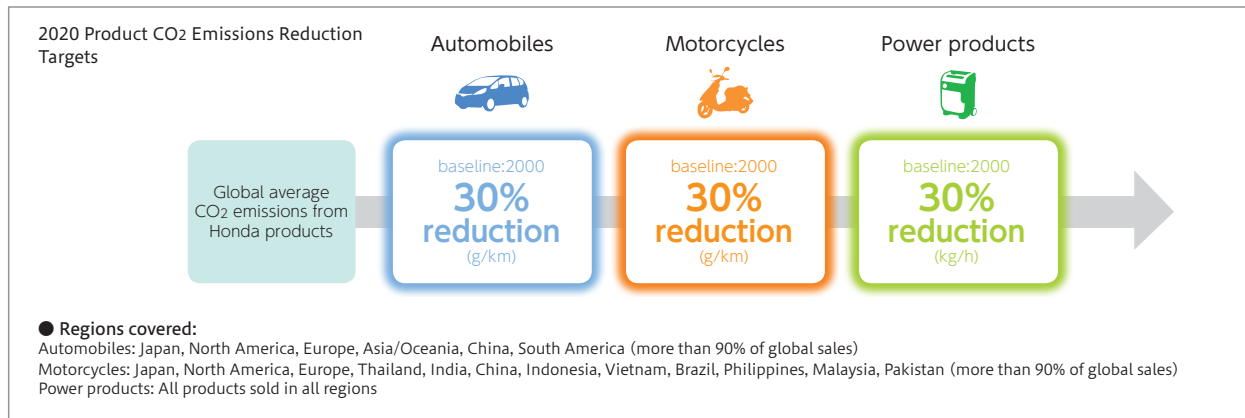 2020 Product CO2 Emissions Reduction
Targets
Automobiles
Motorcycles
Power products
Global average
CO2 emissions from
Honda products
baseline:2000
30%
reduction
(g/km)
baseline:2000
30%
reduction
(g/km)
baseline:2000
30%
reduction
(kg/h)
● Regions covered:
Automobiles: Japan, North America, Europe, Asia/Oceania, China, South America (more than 90% of global sales)
Motorcycles: Japan, North America, Europe, Thailand, India, China, Indonesia, Vietnam, Brazil, Philippines, Malaysia, Pakistan (more than 90% of global sales)
Power products: All products sold in all regions